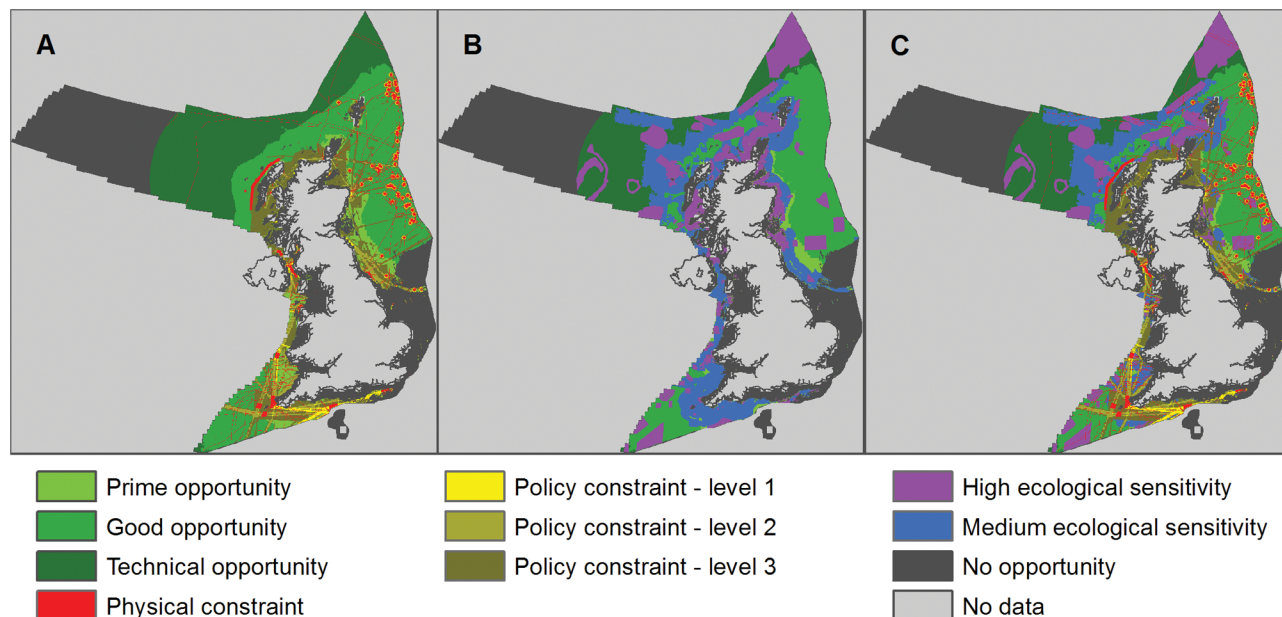 A
B
C
Prime opportunity
Good opportunity
Technical opportunity
Physical constraint
Policy constraint - level 1
Policy constraint - level 2
Policy constraint - level 3
High ecological sensitivity
Medium ecological sensitivity
No opportunity
No data